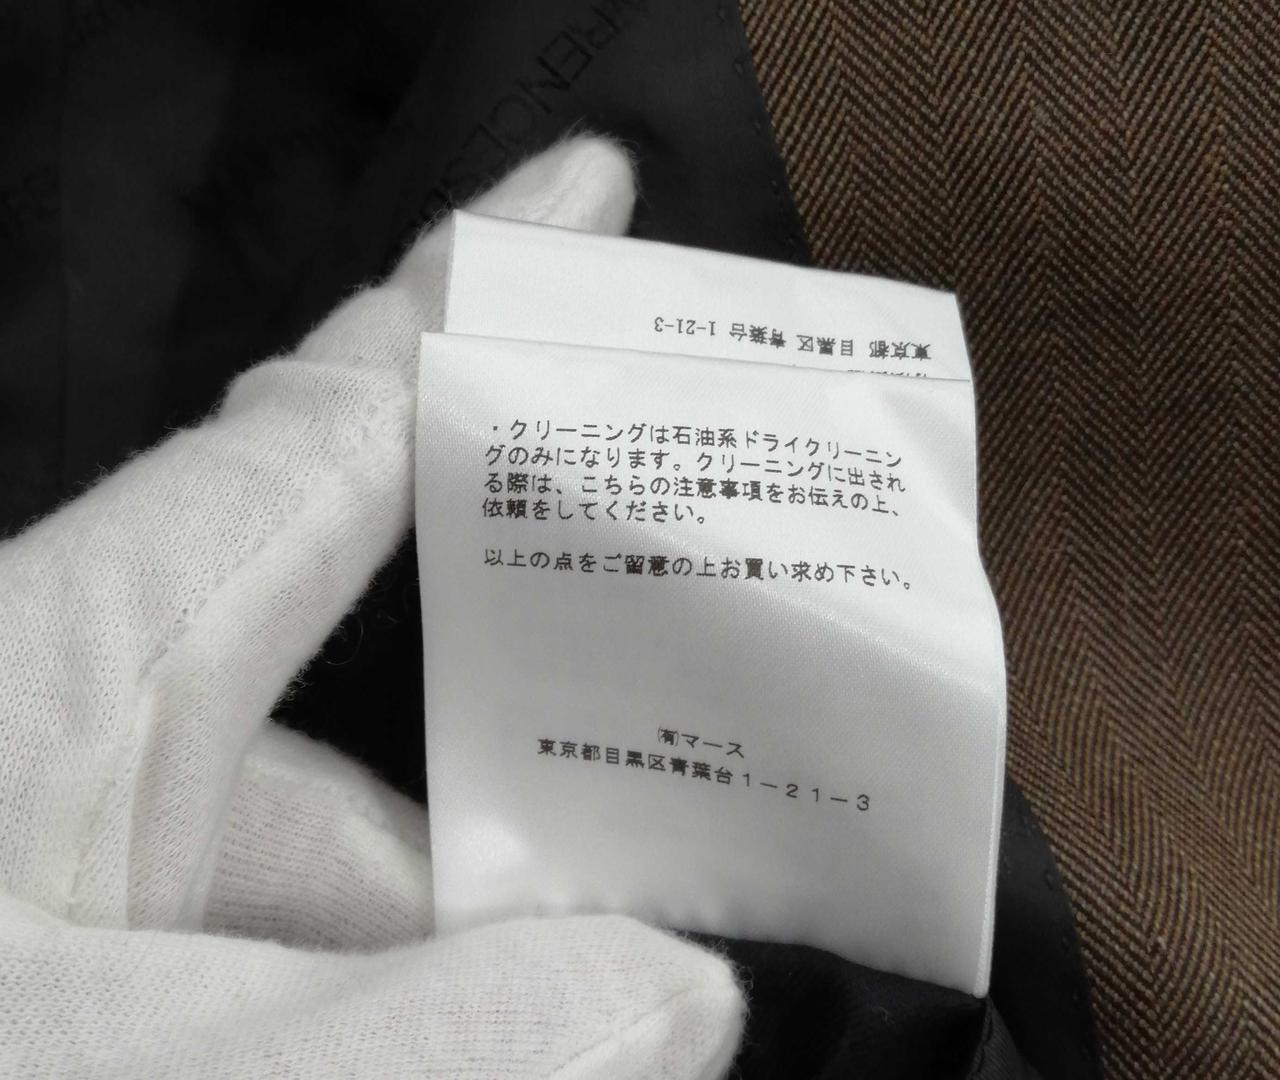 RENCES
東京都 目黒区 青葉台 1-21-3
・クリーニングは石油系ドライクリーニン
グのみになります。クリーニングに出され
る際は、こちらの注意事項をお伝えの上、
依頼をしてください。
以上の点をご留意の上お買い求め下さい。
㈲マース
東京都目黒区青葉台1－21－3